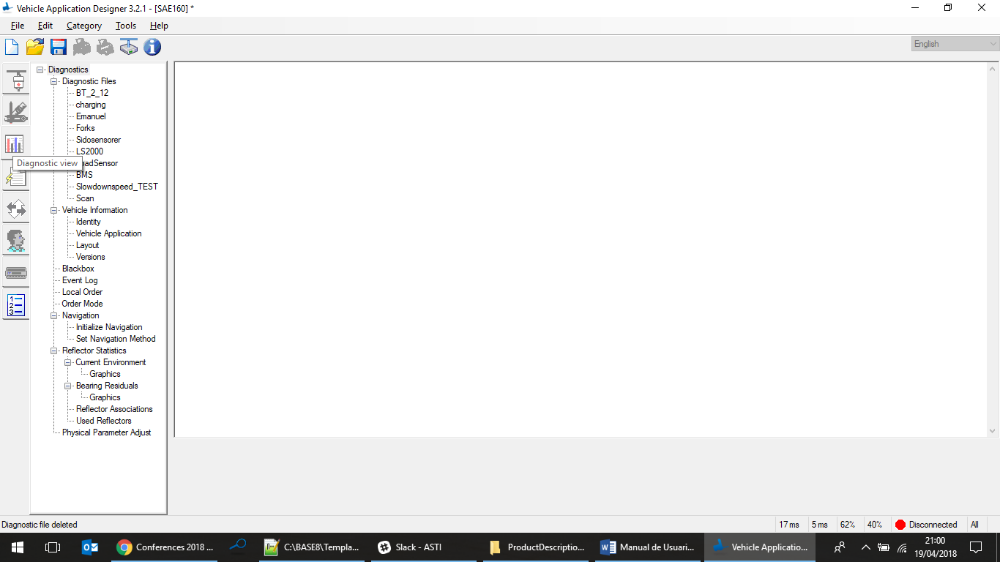 Vehicle Application Designer 3.2.1 - [SAE160] *
File Edit Category Tools Help
English
Diagnostics
Diagnostic Files
BT_2_12
charging
Emanuel
Forks
Sidosensorer
LS2000
Diagnostic view
oadSensor
BMS
Slowdownspeed_TEST
Scan
Vehicle Information
Identity
Vehicle Application
Layout
Versions
Blackbox
Event Log
Local Order
Order Mode
Navigation
Initialize Navigation
Set Navigation Method
Reflector Statistics
Current Environment
Graphics
Bearing Residuals
Graphics
Reflector Associations
Used Reflectors
Physical Parameter Adjust
1
2
3
Diagnostic file deleted
17 ms 5 ms 62% 40% Disconnected All
Conferences 2018 ... C:\BASE8\Templa... Slack - ASTI ProductDescriptio... Manual de Usuari... Vehicle Applicatio...
21:00
19/04/2018